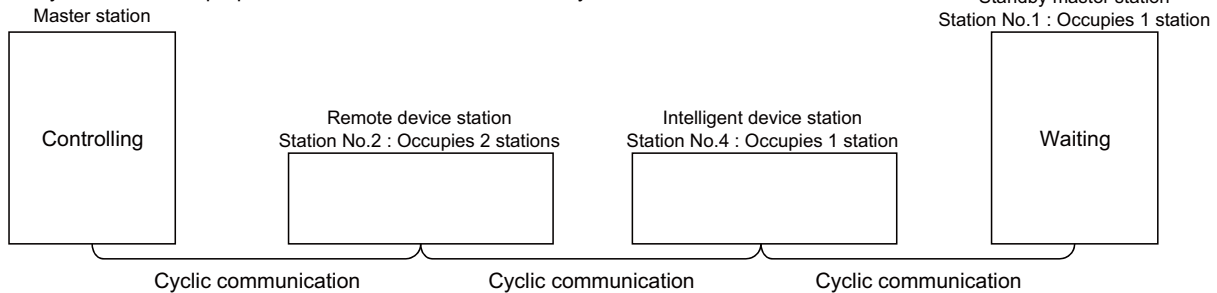 Standby master station
Master station
Station No.1 : Occupies 1 station
Remote device station
Intelligent device station
Controlling
Station No.2 : Occupies 2 stations
Station No.4 : Occupies 1 station
Waiting
Cyclic communication
Cyclic communication
Cyclic communication